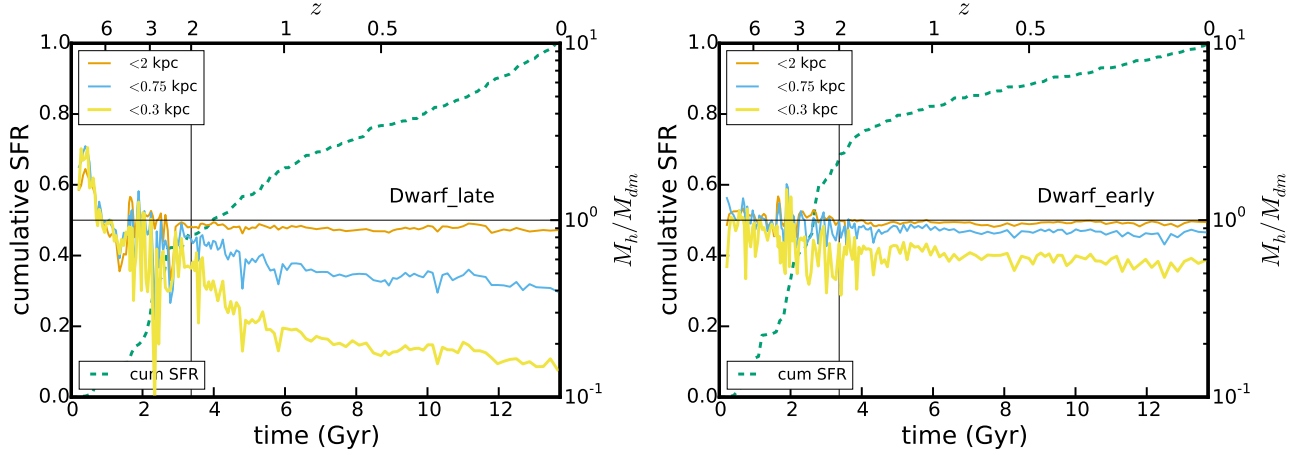 z
6 3 2 1 0.5 0
1.0
0.8
0.6
0.4
0.2
0.0
cumulative SFR
<2 kpc
<0.75 kpc
<0.3 kpc
Dwarf_late
cum SFR
10^1
10^0
10^-1
M_h/M_dm
0 2 4 6 8 10 12
time (Gyr)
z
6 3 2 1 0.5 0
1.0
0.8
0.6
0.4
0.2
0.0
cumulative SFR
<2 kpc
<0.75 kpc
<0.3 kpc
Dwarf_early
cum SFR
10^1
10^0
10^-1
M_h/M_dm
0 2 4 6 8 10 12
time (Gyr)